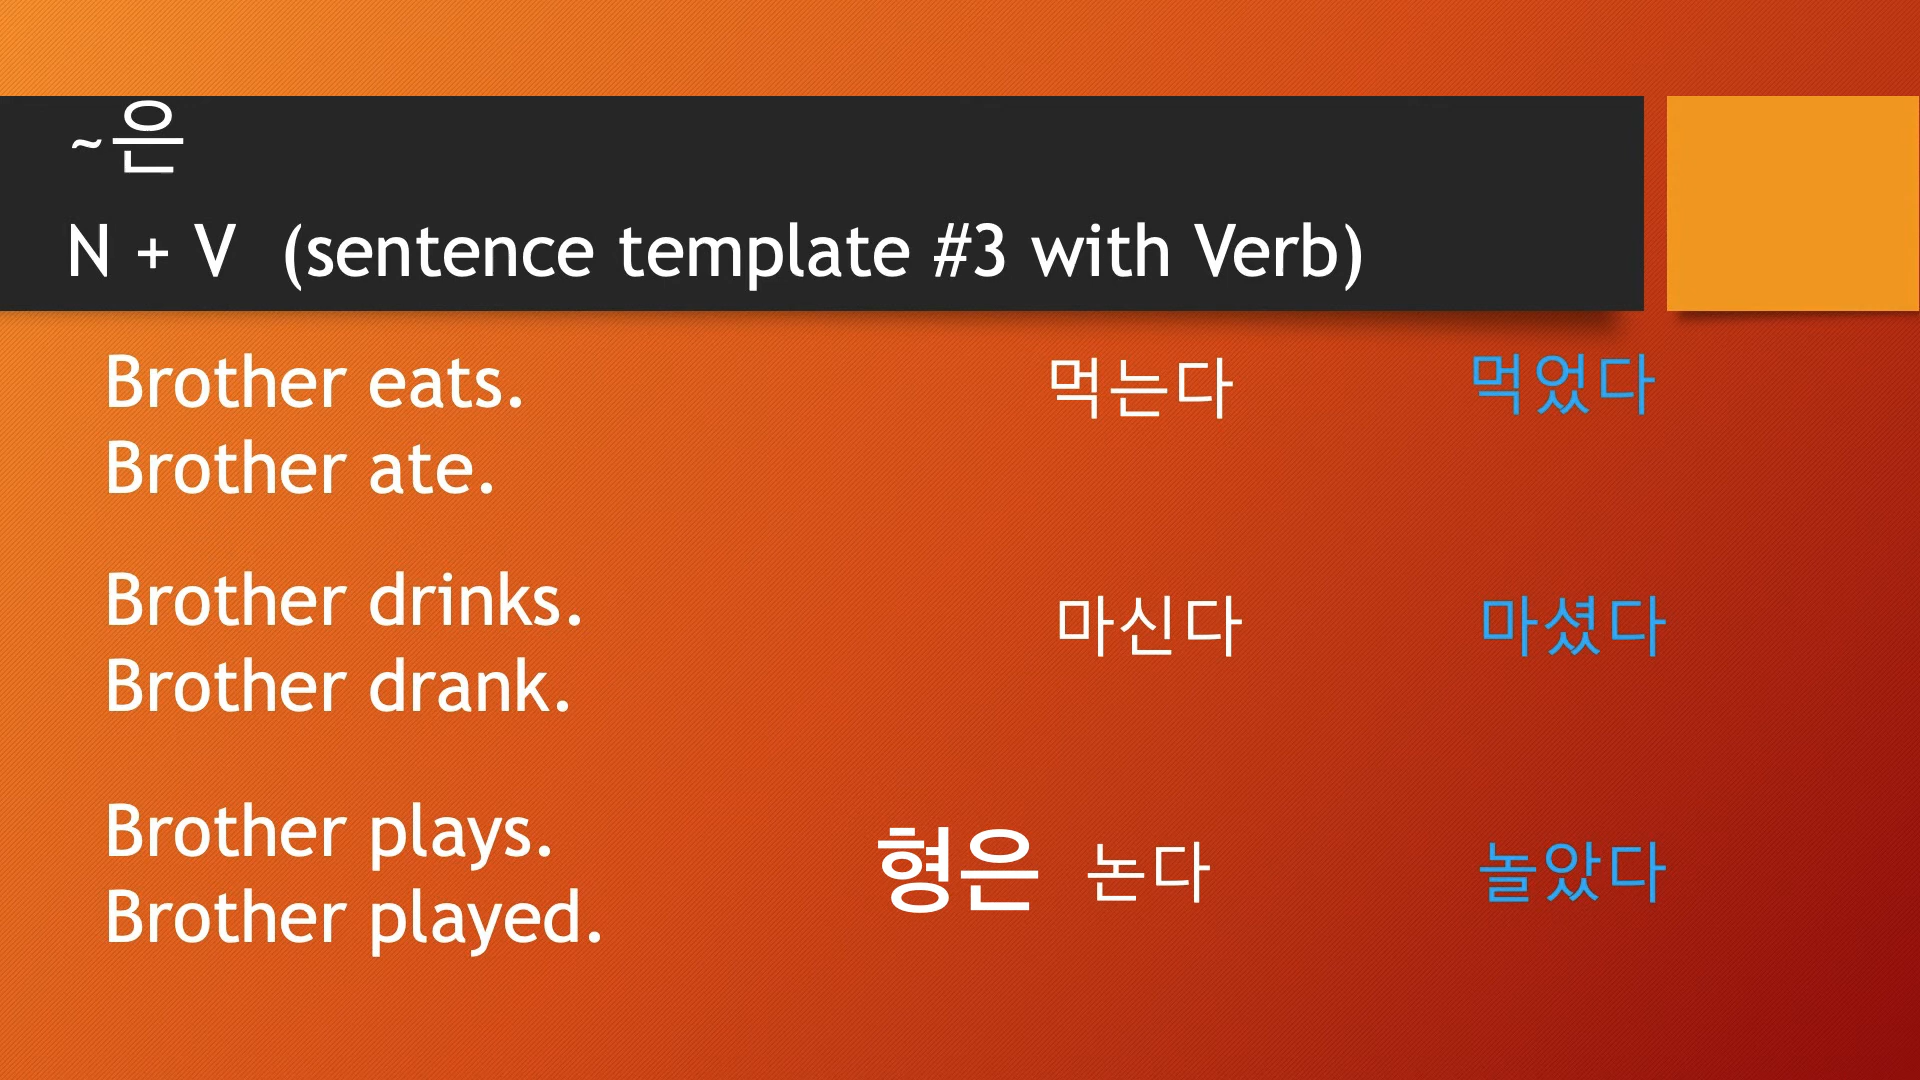 ~은
N + V (sentence template #3 with Verb)
Brother eats. 먹는다 먹었다
Brother ate.
Brother drinks. 마신다 마셨다
Brother drank.
Brother plays. 형은 논다 놀았다
Brother played.